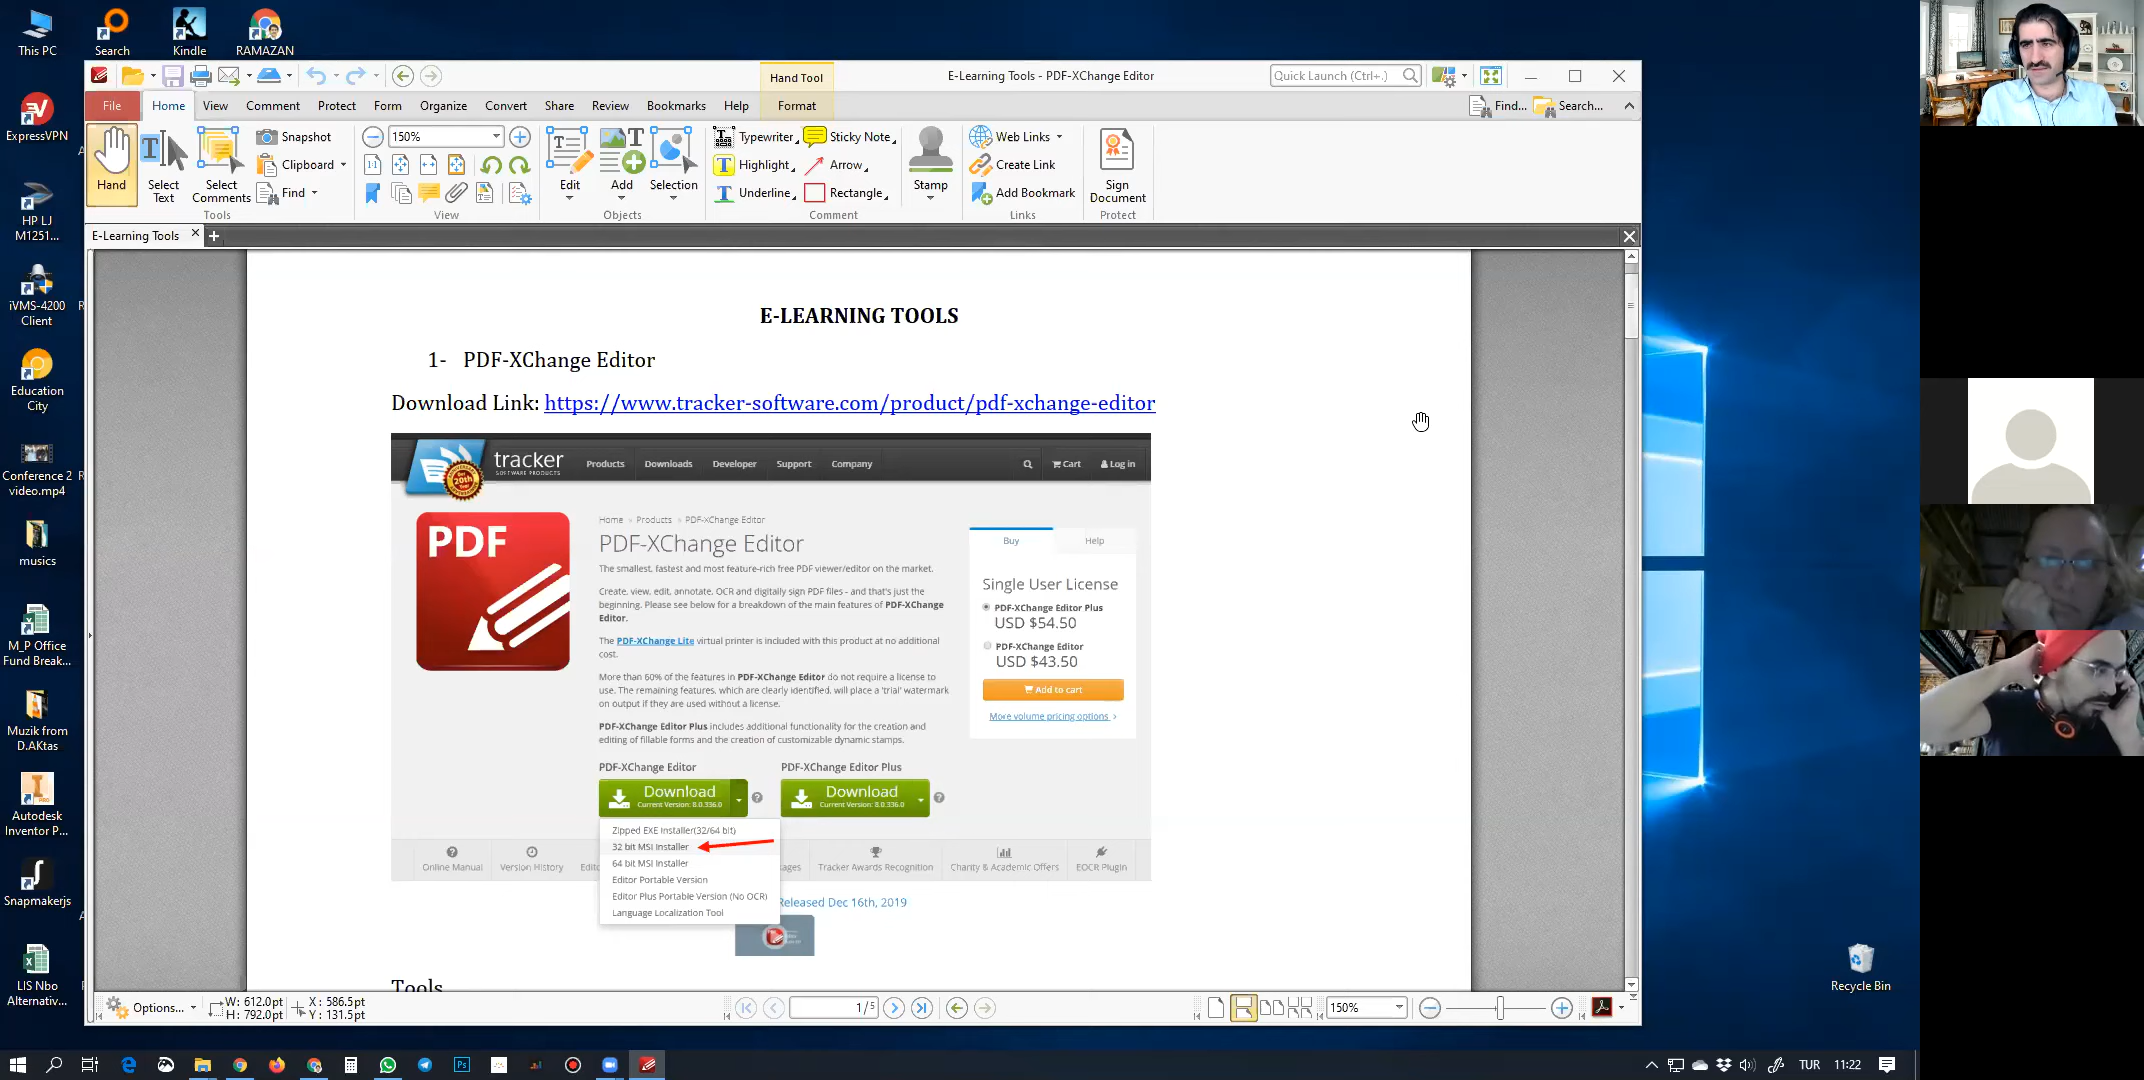 This PC
Search
Kindle
RAMAZAN
ExpressVPN
HP LJ
M1251...
iVMS-4200
Client
Education
City
Conference 2
video.mp4
musics
M_P Office
Fund Break...
Muzik from
D.AKtas
Autodesk
Inventor P...
Snapmakerjs
LIS Nbo
Alternativ...
Recycle Bin
Hand Tool
E-Learning Tools - PDF-XChange Editor
Quick Launch (Ctrl+.)
File
Home
View
Comment
Protect
Form
Organize
Convert
Share
Review
Bookmarks
Help
Format
Find...
Search...
Hand
Select
Text
Select
Comments
Snapshot
Clipboard
Find
Tools
150%
View
Edit
Add
Selection
Objects
Typewriter
Highlight
Underline
Sticky Note
Arrow
Rectangle
Comment
Stamp
Web Links
Create Link
Add Bookmark
Links
Sign
Document
Protect
E-Learning Tools
E-LEARNING TOOLS
1- PDF-XChange Editor
Download Link: https://www.tracker-software.com/product/pdf-xchange-editor
tracker
SOFTWARE PRODUCTS
Products
Downloads
Developer
Support
Company
Cart
Log in
PDF
Home » Products » PDF-XChange Editor
PDF-XChange Editor
The smallest, fastest and most feature-rich free PDF viewer/editor on the market.
Create, view, edit, annotate, OCR and digitally sign PDF files - and that's just the
beginning. Please see below for a breakdown of the main features of PDF-XChange
Editor.
The PDF-XChange Lite virtual printer is included with this product at no additional
cost.
More than 60% of the features in PDF-XChange Editor do not require a license to
use. The remaining features, which are clearly identified, will place a 'trial' watermark
on output if they are used without a license.
PDF-XChange Editor Plus includes additional functionality for the creation and
editing of fillable forms and the creation of customizable dynamic stamps.
Buy
Help
Single User License
PDF-XChange Editor Plus
USD $54.50
PDF-XChange Editor
USD $43.50
Add to cart
More volume pricing options ›
PDF-XChange Editor
Download
Current Version: 8.0.336.0
PDF-XChange Editor Plus
Download
Current Version: 8.0.336.0
Zipped EXE Installer(32/64 bit)
32 bit MSI Installer
64 bit MSI Installer
Editor Portable Version
Editor Plus Portable Version (No OCR)
Language Localization Tool
Online Manual
Version History
Tracker Awards Recognition
Charity & Academic Offers
EOCR Plugin
Released Dec 16th, 2019
Tools
Options...
W: 612.0pt
H: 792.0pt
X: 586.5pt
Y: 131.5pt
1/5
150%
TUR
11:22